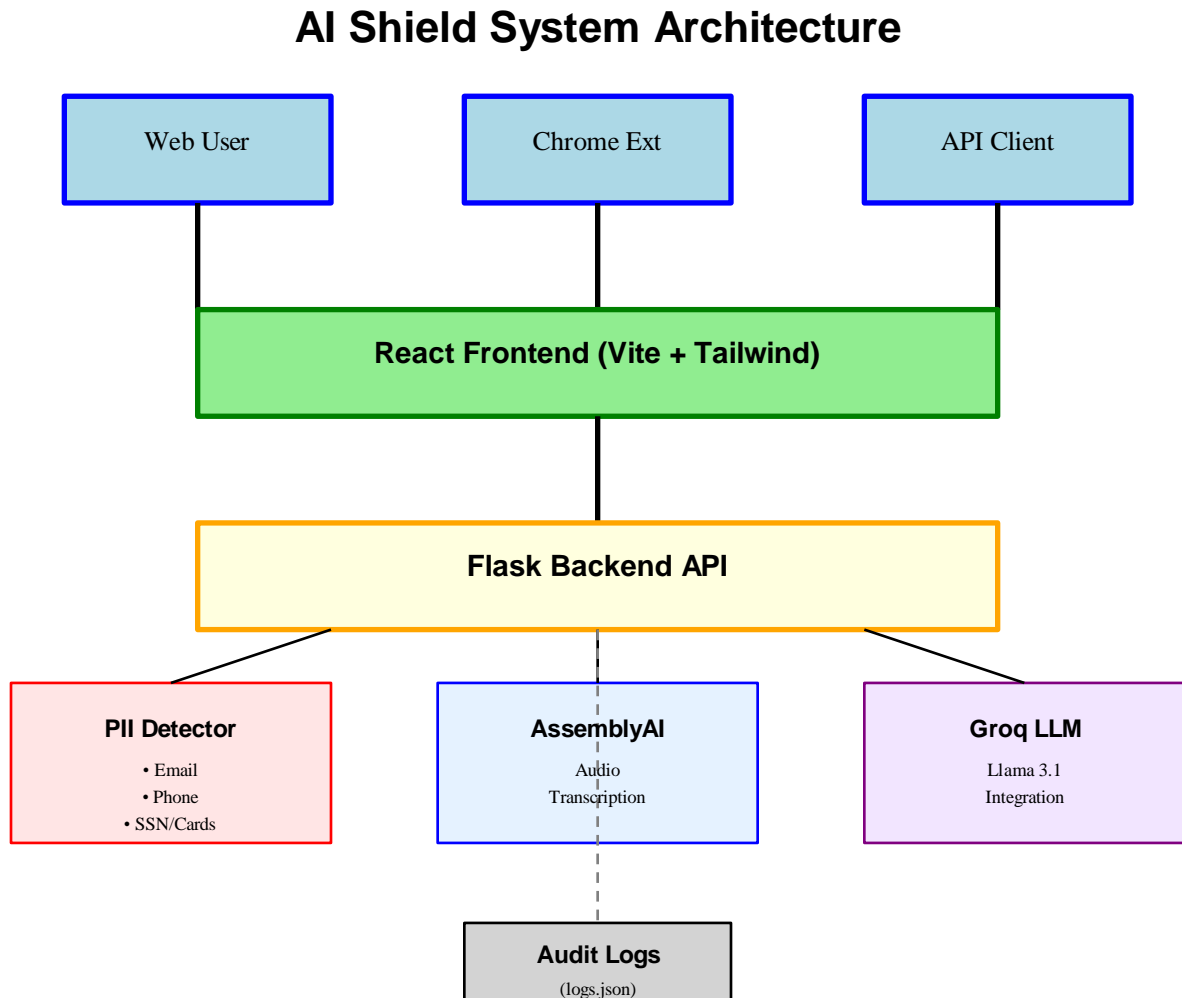 AI Shield System Architecture
Web User
Chrome Ext
API Client
React Frontend (Vite + Tailwind)
Flask Backend API
PII Detector
• Email
• Phone
• SSN/Cards
AssemblyAI
Audio
Transcription
Groq LLM
Llama 3.1
Integration
Audit Logs
(logs.json)